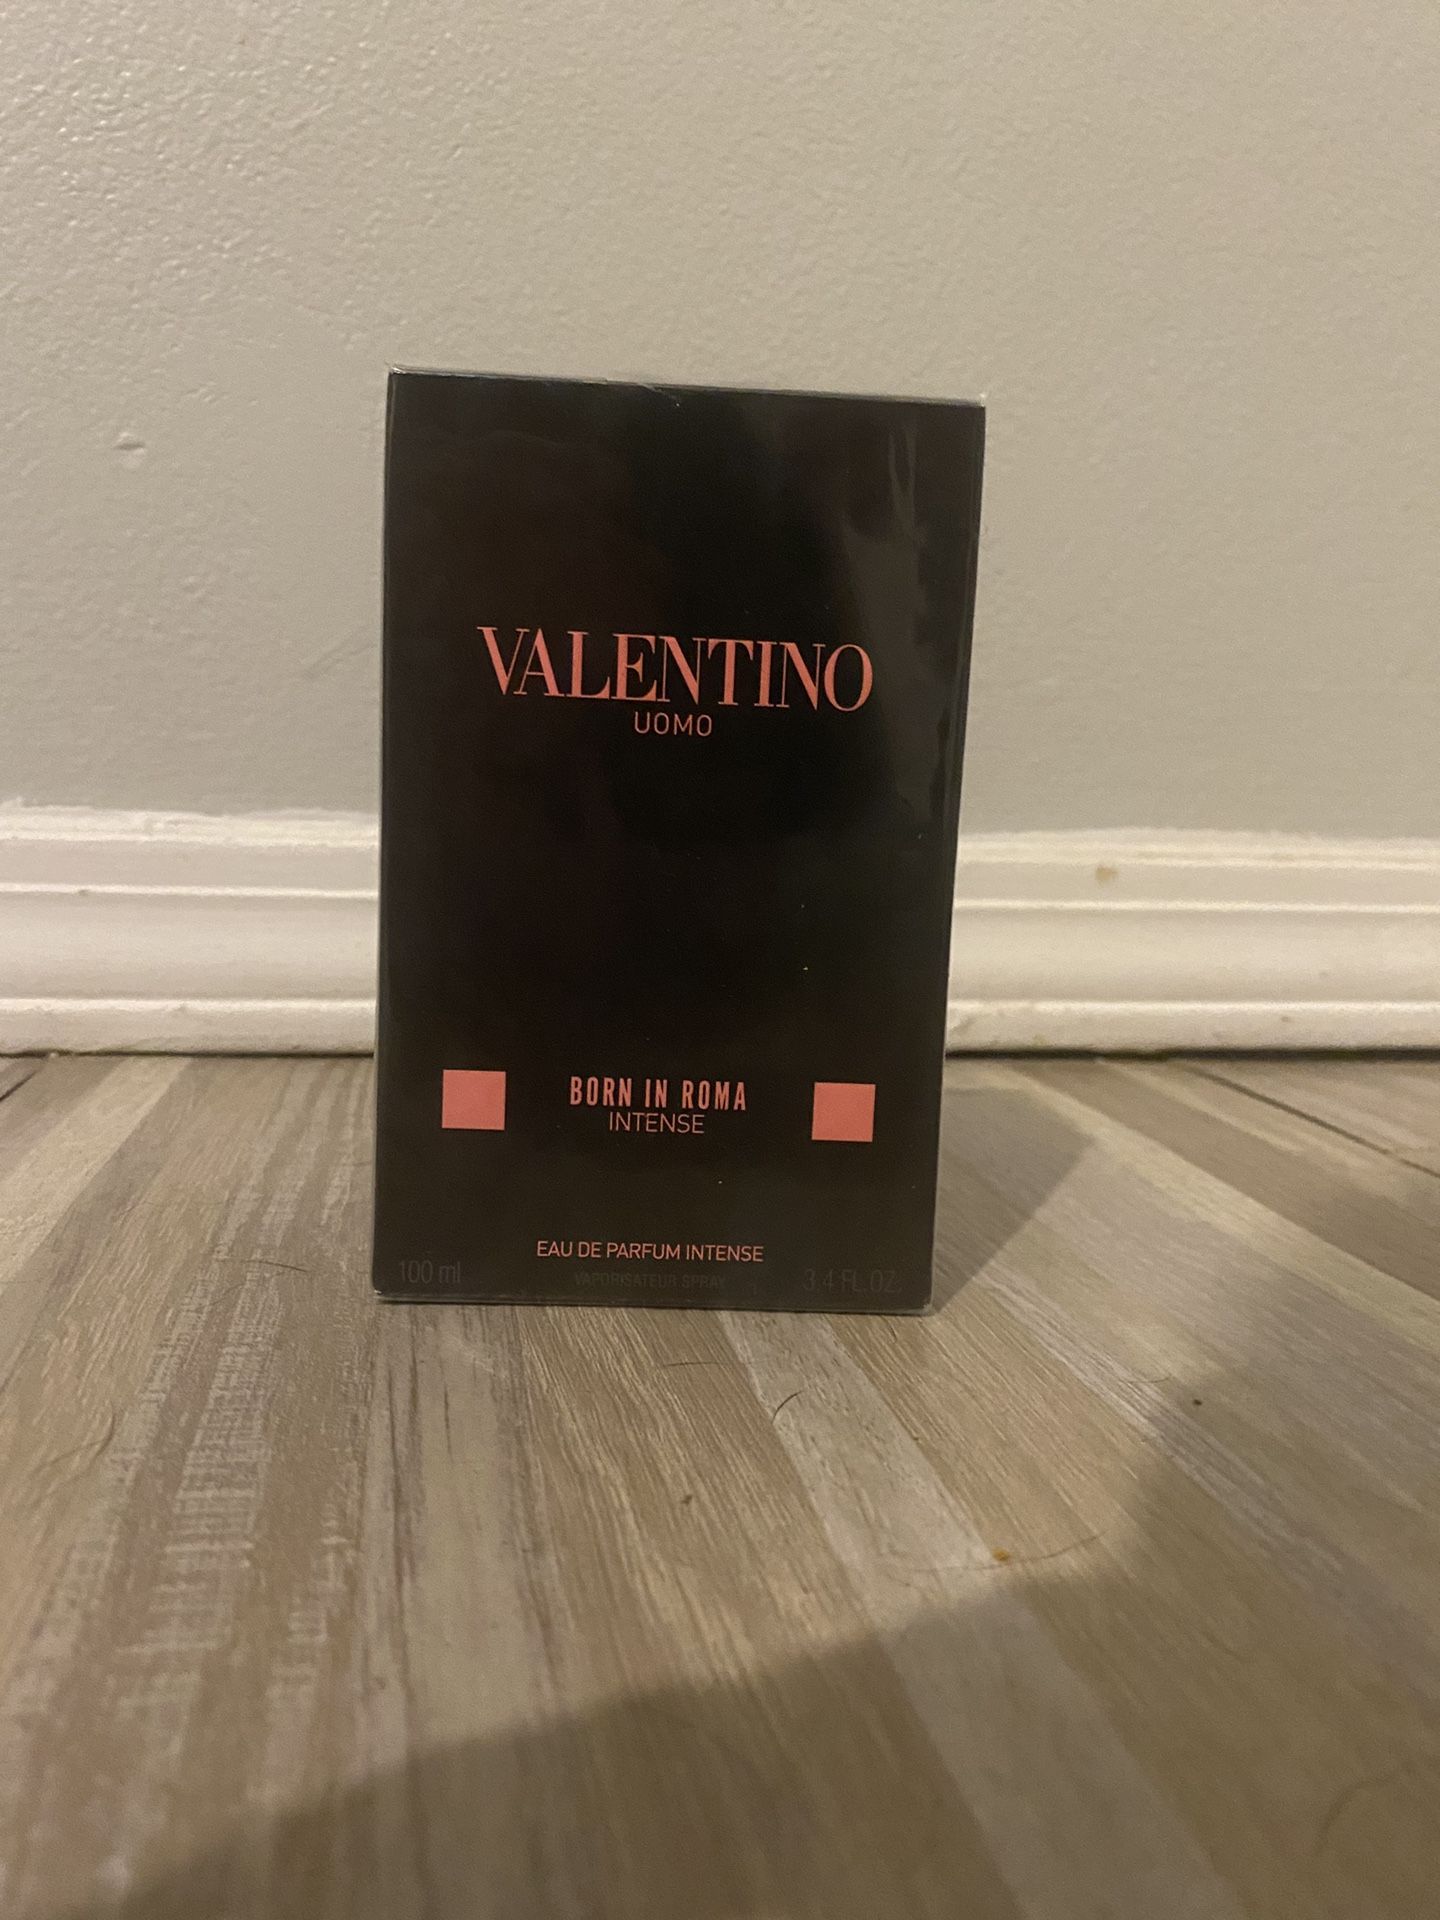 VALENTINO
UOMO
BORN IN ROMA
INTENSE
EAU DE PARFUM INTENSE
100 ml VAPORISATEUR SPRAY 3.4 FL.OZ.